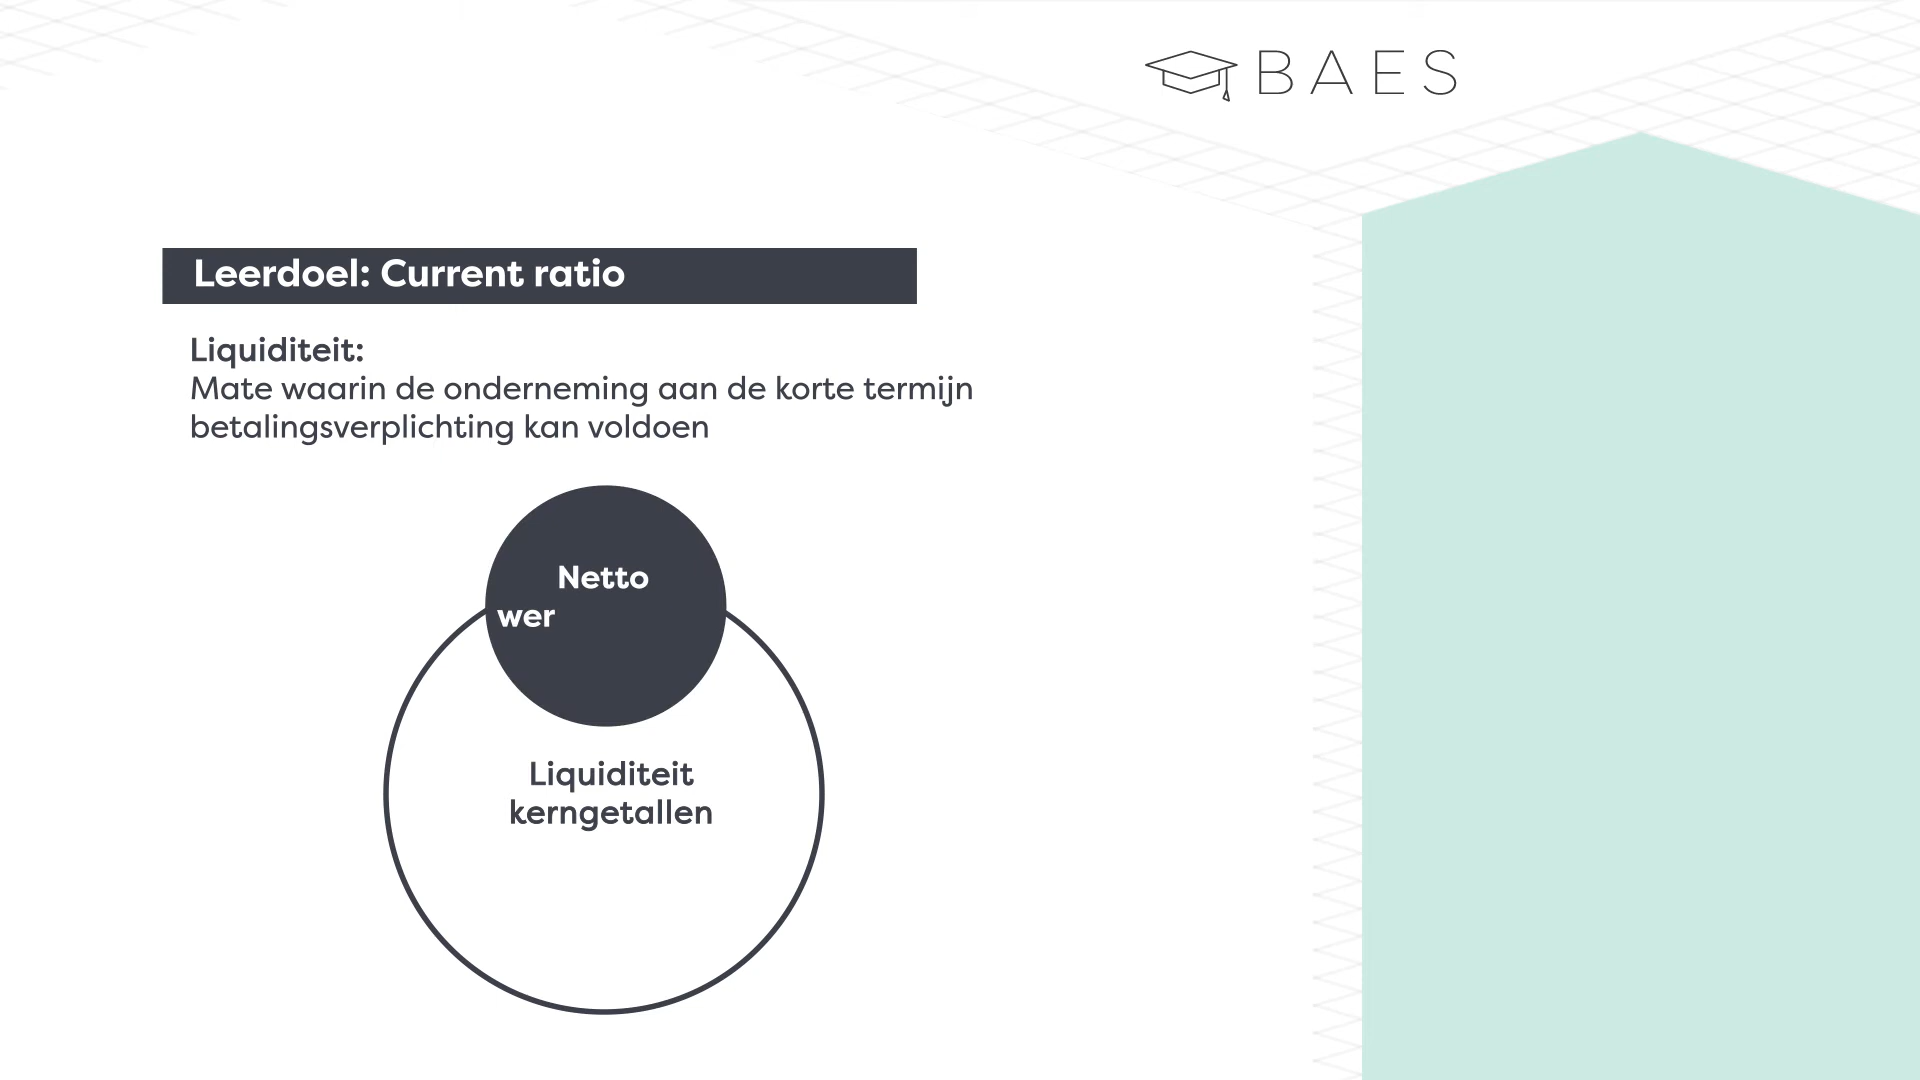 BAES
Leerdoel: Current ratio
Liquiditeit:
Mate waarin de onderneming aan de korte termijn
betalingsverplichting kan voldoen
Netto
wer
Liquiditeit
kerngetallen